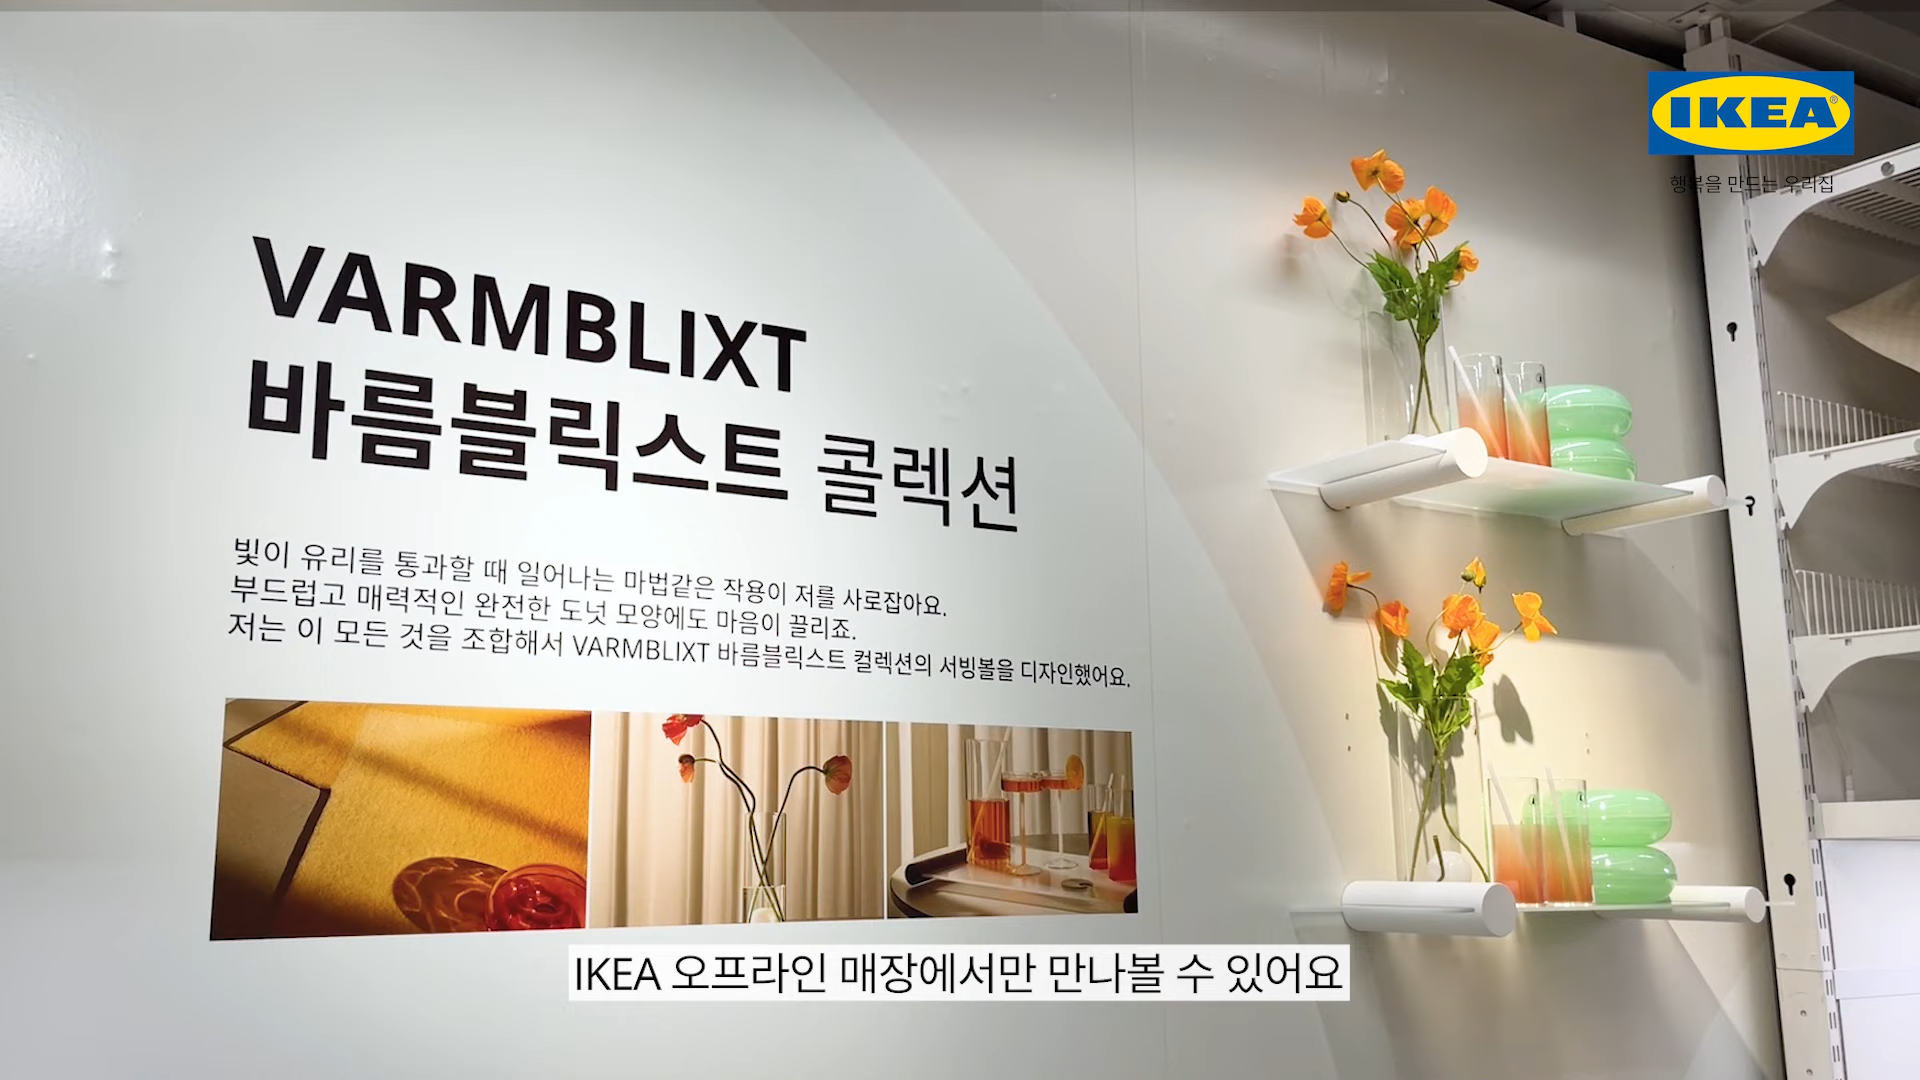 IKEA
행복을 만드는 우리집
VARMBLIXT
바름블릭스트 콜렉션
빛이 유리를 통과할 때 일어나는 마법같은 작용이 저를 사로잡아요.
부드럽고 매력적인 완전한 도넛 모양에도 마음이 끌리죠.
저는 이 모든 것을 조합해서 VARMBLIXT 바름블릭스트 컬렉션의 서빙볼을 디자인했어요.
IKEA 오프라인 매장에서만 만나볼 수 있어요